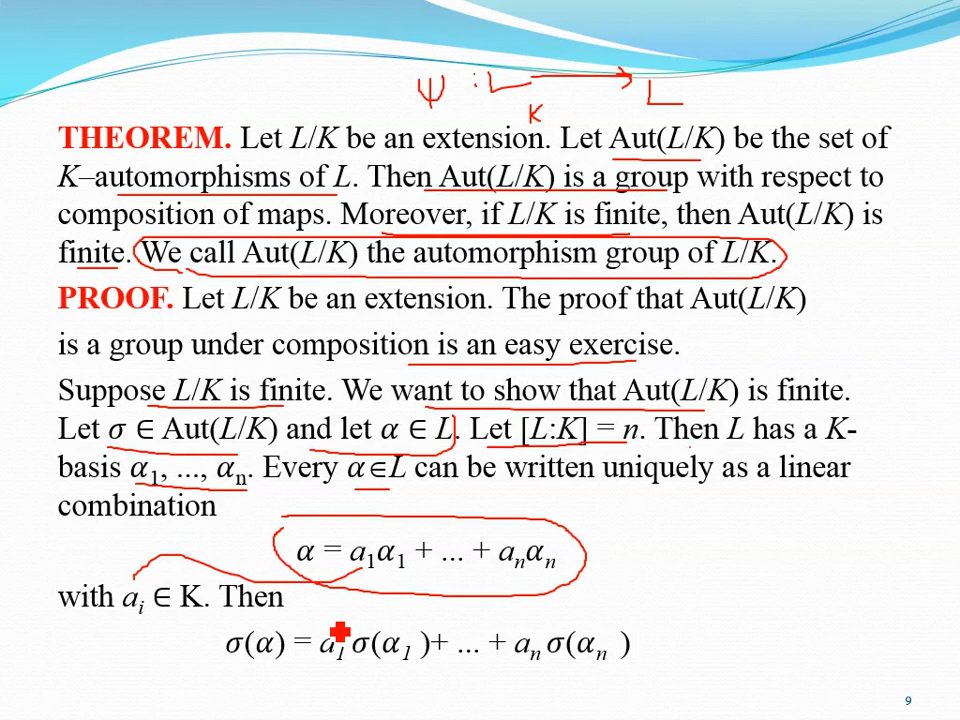 Ψ : L → L
K
THEOREM. Let L/K be an extension. Let Aut(L/K) be the set of
K–automorphisms of L. Then Aut(L/K) is a group with respect to
composition of maps. Moreover, if L/K is finite, then Aut(L/K) is
finite. We call Aut(L/K) the automorphism group of L/K.
PROOF. Let L/K be an extension. The proof that Aut(L/K)
is a group under composition is an easy exercise.
Suppose L/K is finite. We want to show that Aut(L/K) is finite.
Let σ ∈ Aut(L/K) and let α ∈ L. Let [L:K] = n. Then L has a K-
basis α₁, ..., αₙ. Every α∈L can be written uniquely as a linear
combination
α = a₁α₁ + ... + aₙαₙ
with aᵢ ∈ K. Then
σ(α) = a₁ σ(α₁ )+ ... + aₙ σ(αₙ )
9